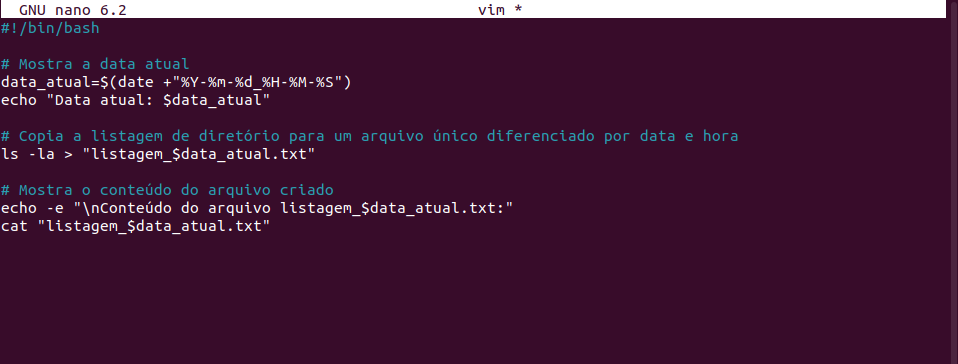 GNU nano 6.2 vim *
#!/bin/bash
# Mostra a data atual
data_atual=$(date +"%Y-%m-%d_%H-%M-%S")
echo "Data atual: $data_atual"
# Copia a listagem de diretório para um arquivo único diferenciado por data e hora
ls -la > "listagem_$data_atual.txt"
# Mostra o conteúdo do arquivo criado
echo -e "\nConteúdo do arquivo listagem_$data_atual.txt:"
cat "listagem_$data_atual.txt"